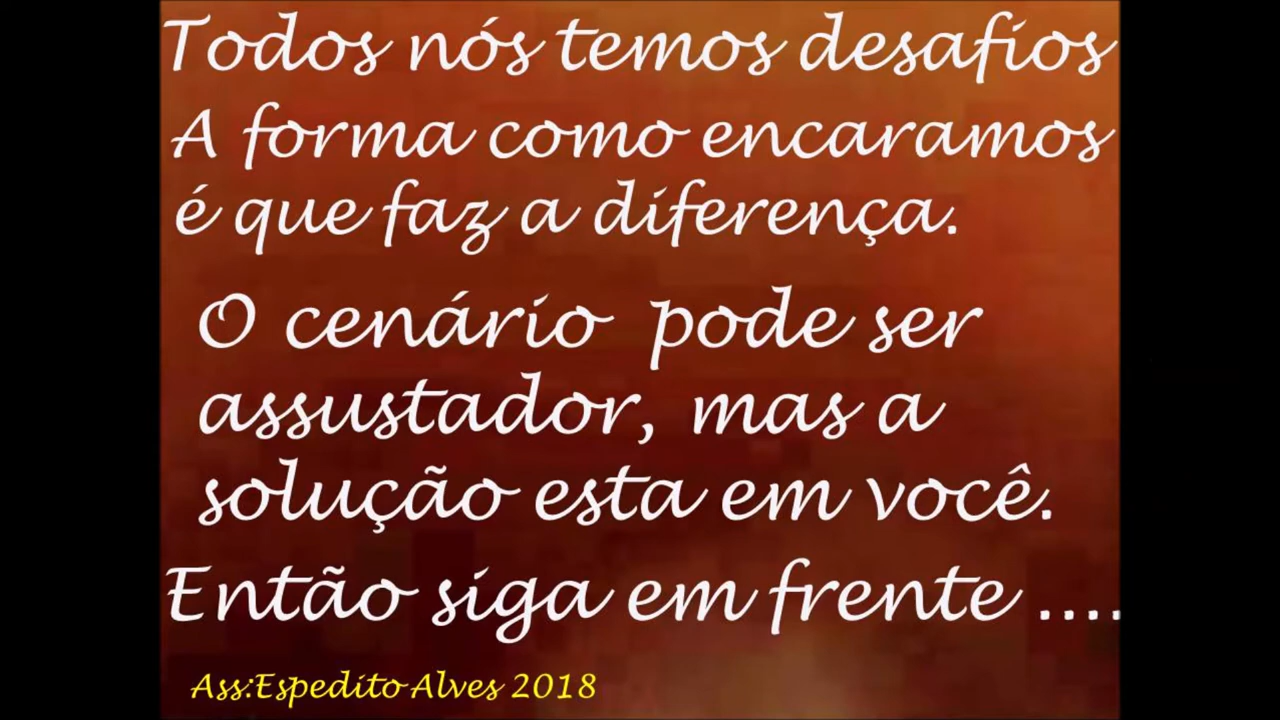 Todos nós temos desafios
A forma como encaramos
é que faz a diferença.
O cenário pode ser
assustador, mas a
solução esta em você.
Então siga em frente ....
Ass:Espedito Alves 2018